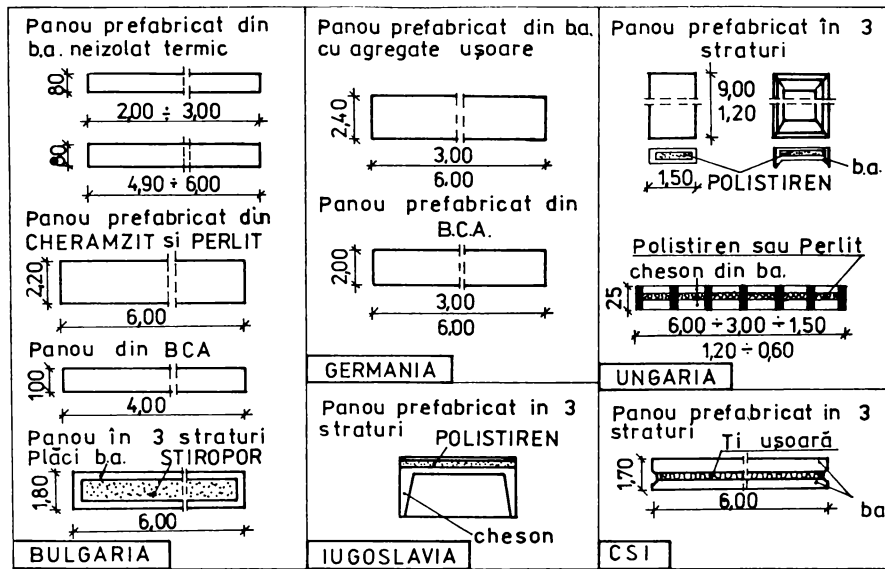 Panou prefabricat din
b.a. neizolat termic
80
2,00 ÷ 3,00
80
4,90 ÷ 6,00
Panou prefabricat din
CHERAMZIT si PERLIT
2,20
6,00
Panou din BCA
100
4,00
Panou în 3 straturi
Plăci b.a. STIROPOR
1,80
6,00
BULGARIA
Panou prefabricat din b.a.
cu agregate ușoare
2,40
3,00
6,00
Panou prefabricat din
B.C.A.
2,00
3,00
6,00
GERMANIA
Panou prefabricat in 3
straturi
POLISTIREN
cheson
IUGOSLAVIA
Panou prefabricat în 3
straturi
9,00
1,20
b.a.
1,50
POLISTIREN
Polistiren sau Perlit
cheson din ba.
25
6,00 ÷ 3,00 ÷ 1,50
1,20 ÷ 0,60
UNGARIA
Panou prefabricat in 3
straturi
Ți ușoară
1,70
6,00
ba
CSI